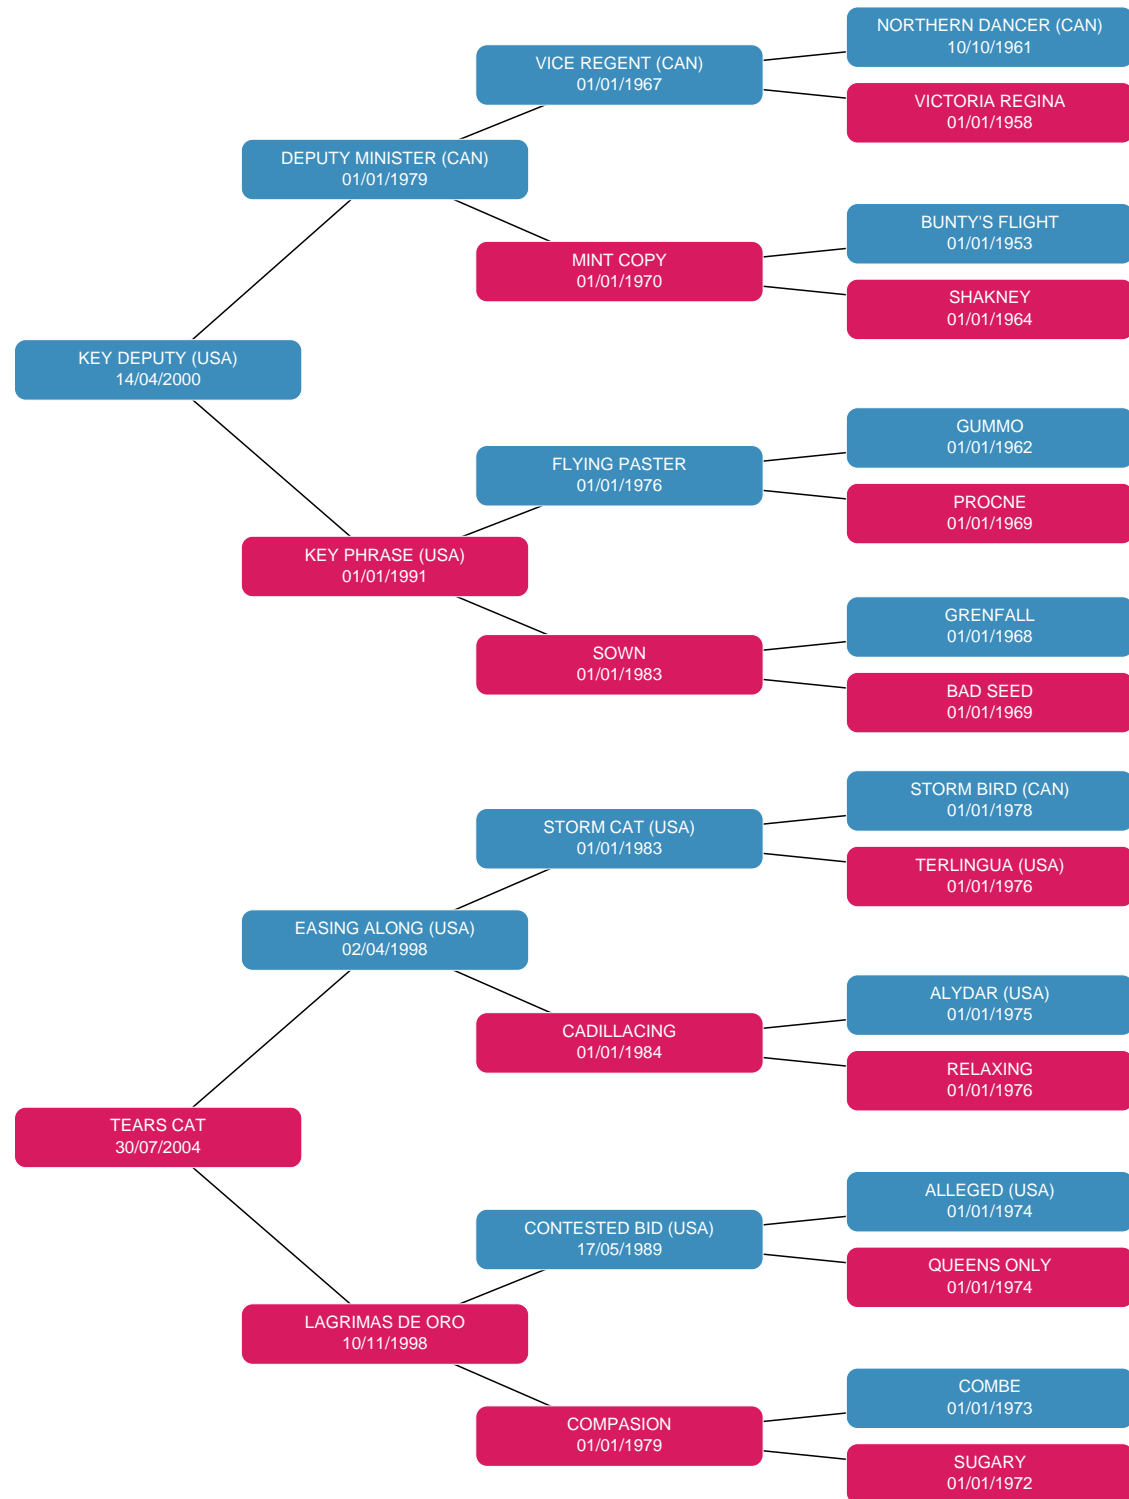 NORTHERN DANCER (CAN)
10/10/1961
VICE REGENT (CAN)
01/01/1967
VICTORIA REGINA
01/01/1958
DEPUTY MINISTER (CAN)
01/01/1979
BUNTY'S FLIGHT
01/01/1953
MINT COPY
01/01/1970
SHAKNEY
01/01/1964
KEY DEPUTY (USA)
14/04/2000
GUMMO
01/01/1962
FLYING PASTER
01/01/1976
PROCNE
01/01/1969
KEY PHRASE (USA)
01/01/1991
GRENFALL
01/01/1968
SOWN
01/01/1983
BAD SEED
01/01/1969
STORM BIRD (CAN)
01/01/1978
STORM CAT (USA)
01/01/1983
TERLINGUA (USA)
01/01/1976
EASING ALONG (USA)
02/04/1998
ALYDAR (USA)
01/01/1975
CADILLACING
01/01/1984
RELAXING
01/01/1976
TEARS CAT
30/07/2004
ALLEGED (USA)
01/01/1974
CONTESTED BID (USA)
17/05/1989
QUEENS ONLY
01/01/1974
LAGRIMAS DE ORO
10/11/1998
COMBE
01/01/1973
COMPASION
01/01/1979
SUGARY
01/01/1972